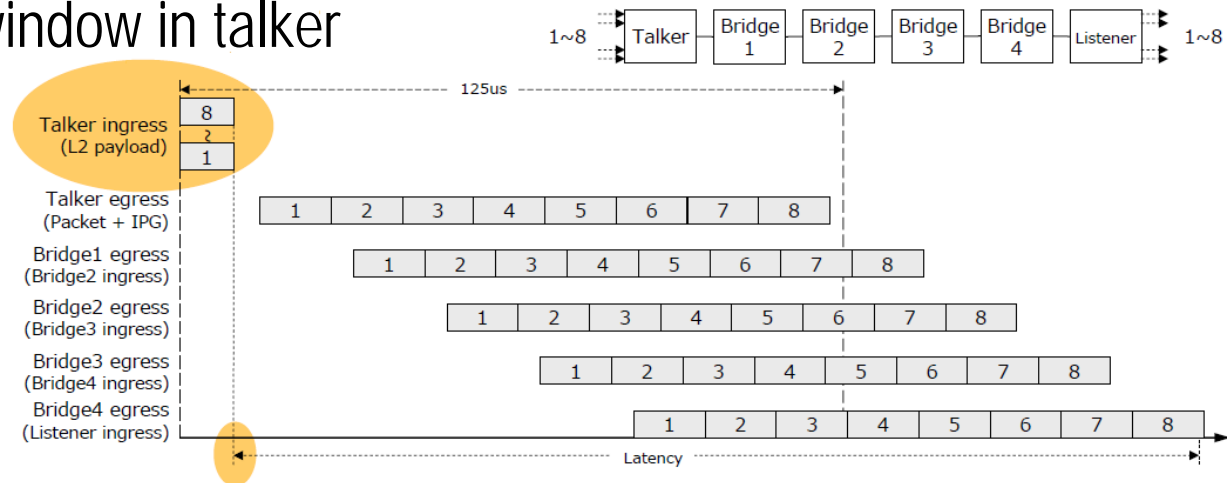 window in talker
1~8
Talker
Bridge
1
Bridge
2
Bridge
3
Bridge
4
Listener
1~8
125us
Talker ingress
(L2 payload)
8
~
1
Talker egress
(Packet + IPG)
1 2 3 4 5 6 7 8
Bridge1 egress
(Bridge2 ingress)
1 2 3 4 5 6 7 8
Bridge2 egress
(Bridge3 ingress)
1 2 3 4 5 6 7 8
Bridge3 egress
(Bridge4 ingress)
1 2 3 4 5 6 7 8
Bridge4 egress
(Listener ingress)
1 2 3 4 5 6 7 8
Latency